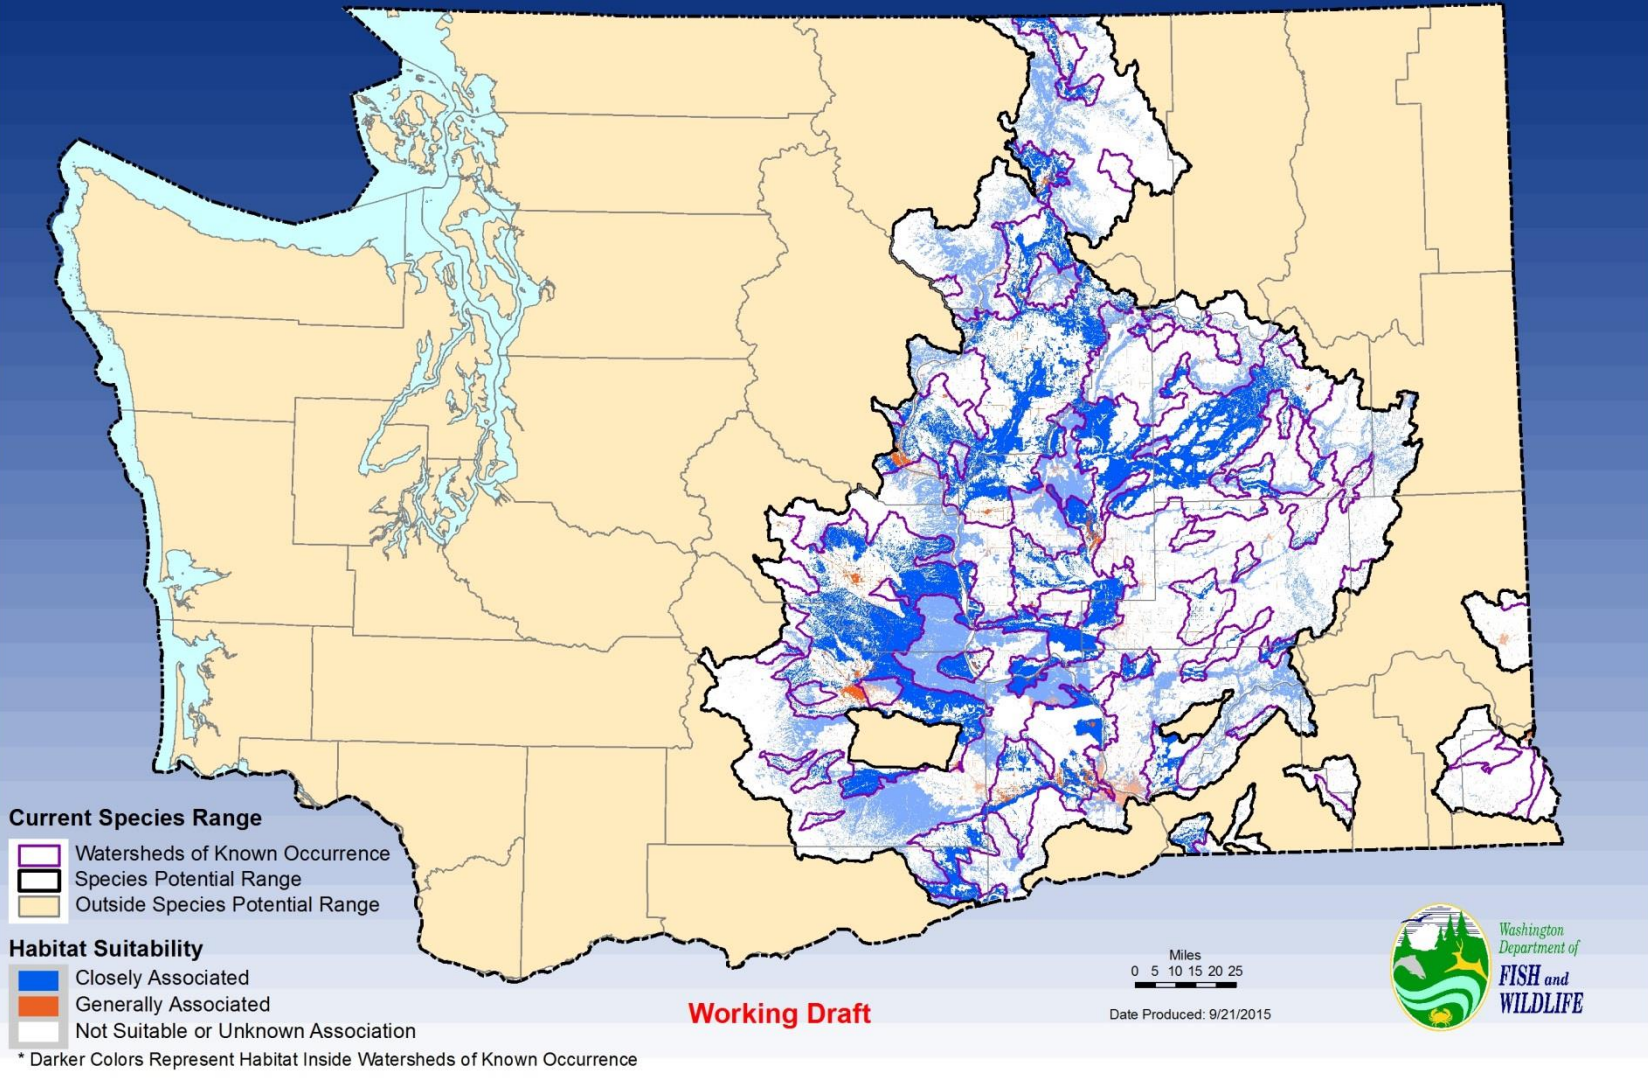 Current Species Range
Watersheds of Known Occurrence
Species Potential Range
Outside Species Potential Range
Habitat Suitability
Closely Associated
Generally Associated
Not Suitable or Unknown Association
* Darker Colors Represent Habitat Inside Watersheds of Known Occurrence
Working Draft
Miles
0 5 10 15 20 25
Date Produced: 9/21/2015
Washington
Department of
FISH and
WILDLIFE